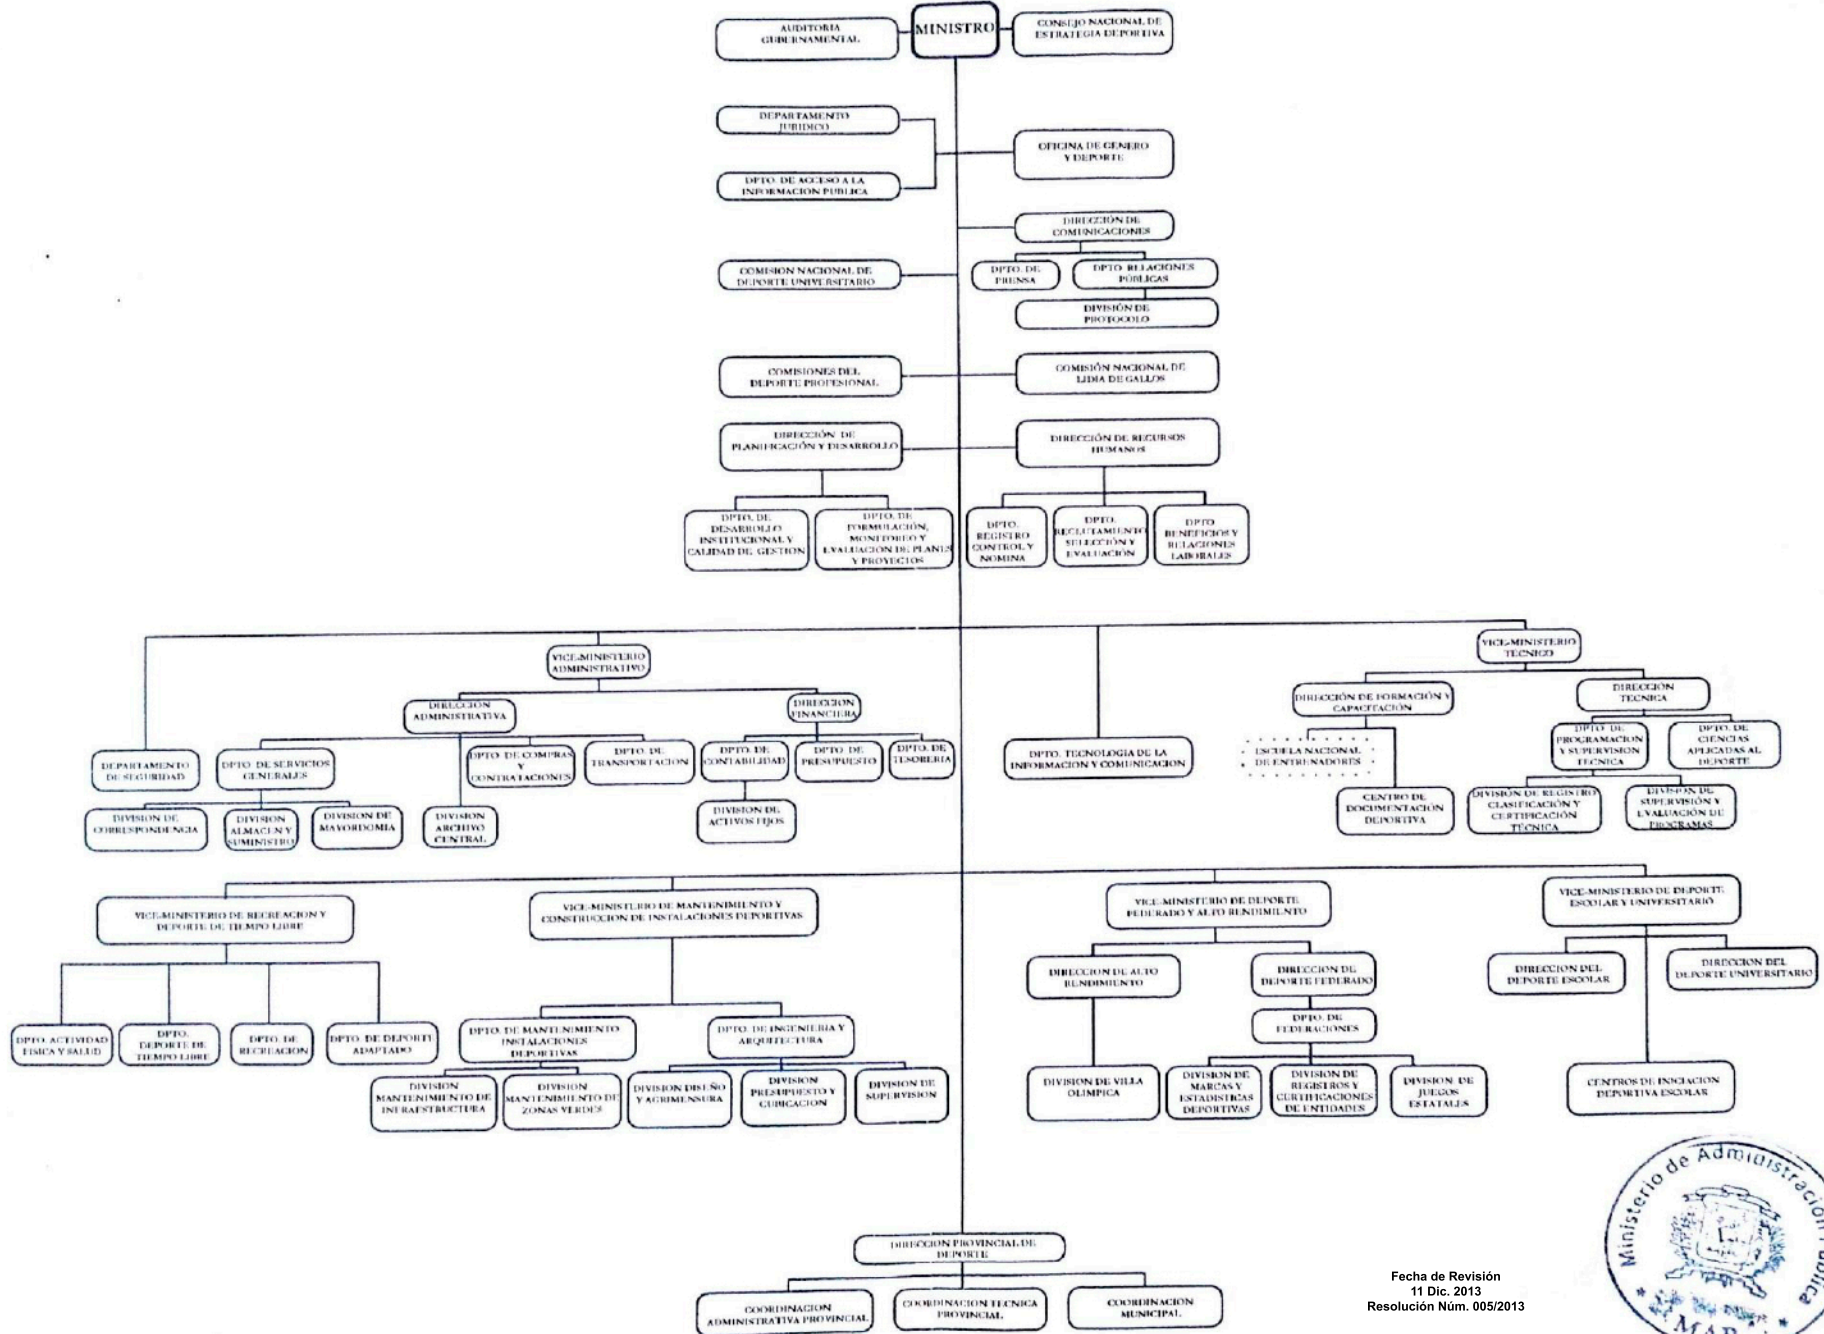 AUDITORIA
GUBERNAMENTAL
MINISTRO
CONSEJO NACIONAL DE
ESTRATEGIA DEPORTIVA
DEPARTAMENTO
JURIDICO
OFICINA DE GENERO
Y DEPORTE
DPTO. DE ACCESO A LA
INFORMACION PUBLICA
DIRECCIÓN DE
COMUNICACIONES
COMISION NACIONAL DE
DEPORTE UNIVERSITARIO
DPTO. DE
PRENSA
DPTO RELACIONES
PÚBLICAS
DIVISIÓN DE
PROTOCOLO
COMISIONES DEL
DEPORTE PROFESIONAL
COMISIÓN NACIONAL DE
LIDIA DE GALLOS
DIRECCIÓN DE
PLANIFICACIÓN Y DESARROLLO
DIRECCIÓN DE RECURSOS
HUMANOS
DPTO. DE
DESARROLLO
INSTITUCIONAL Y
CALIDAD DE GESTION
DPTO. DE
FORMULACIÓN,
MONITOREO Y
EVALUACIÓN DE PLANES
Y PROYECTOS
DPTO.
REGISTRO
CONTROL Y
NOMINA
DPTO.
RECLUTAMIENTO
SELECCIÓN Y
EVALUACIÓN
DPTO
BENEFICIOS Y
RELACIONES
LABORALES
VICE-MINISTERIO
ADMINISTRATIVO
VICE-MINISTERIO
TÉCNICO
DIRECCION
ADMINISTRATIVA
DIRECCION
FINANCIERA
DIRECCIÓN DE FORMACIÓN Y
CAPACITACIÓN
DIRECCIÓN
TECNICA
DEPARTAMENTO
DE SEGURIDAD
DPTO DE SERVICIOS
GENERALES
DPTO. DE COMPRAS
Y
CONTRATACIONES
DPTO. DE
TRANSPORTACION
DPTO. DE
CONTABILIDAD
DPTO. DE
PRESUPUESTO
DPTO. DE
TESORERIA
DPTO. TECNOLOGIA DE LA
INFORMACION Y COMUNICACION
ESCUELA NACIONAL
DE ENTRENADORES
DPTO. DE
PROGRAMACION
Y SUPERVISION
TECNICA
DPTO. DE
CIENCIAS
APLICADAS AL
DEPORTE
DIVISION DE
CORRESPONDENCIA
DIVISION
ALMACEN Y
SUMINISTRO
DIVISION DE
MAYORDOMIA
DIVISION
ARCHIVO
CENTRAL
DIVISION DE
ACTIVOS FIJOS
CENTRO DE
DOCUMENTACIÓN
DEPORTIVA
DIVISIÓN DE REGISTRO
CLASIFICACIÓN Y
CERTIFICACIÓN
TÉCNICA
DIVISION DE
SUPERVISIÓN Y
EVALUACIÓN DE
PROGRAMAS
VICE-MINISTERIO DE RECREACION Y
DEPORTE DE TIEMPO LIBRE
VICE-MINISTERIO DE MANTENIMIENTO Y
CONSTRUCCION DE INSTALACIONES DEPORTIVAS
VICE-MINISTERIO DE DEPORTE
FEDERADO Y ALTO RENDIMIENTO
VICE-MINISTERIO DE DEPORTE
ESCOLAR Y UNIVERSITARIO
DIRECCION DE ALTO
RENDIMIENTO
DIRECCION DE
DEPORTE FEDERADO
DIRECCION DEL
DEPORTE ESCOLAR
DIRECCION DEL
DEPORTE UNIVERSITARIO
DPTO. ACTIVIDAD
FISICA Y SALUD
DPTO.
DEPORTE DE
TIEMPO LIBRE
DPTO. DE
RECREACION
DPTO. DE DEPORTE
ADAPTADO
DPTO. DE MANTENIMIENTO
INSTALACIONES
DEPORTIVAS
DPTO. DE INGENIERIA Y
ARQUITECTURA
DPTO. DE
FEDERACIONES
DIVISION
MANTENIMIENTO DE
INFRAESTRUCTURA
DIVISION
MANTENIMIENTO DE
ZONAS VERDES
DIVISION DISEÑO
Y AGRIMENSURA
DIVISION
PRESUPUESTO Y
CUBICACION
DIVISION DE
SUPERVISION
DIVISION DE VILLA
OLIMPICA
DIVISION DE
MARCAS Y
ESTADISTICAS
DEPORTIVAS
DIVISION DE
REGISTROS Y
CERTIFICACIONES
DE ENTIDADES
DIVISION DE
JUEGOS
ESTATALES
CENTROS DE INICIACION
DEPORTIVA ESCOLAR
DIRECCION PROVINCIAL DE
DEPORTE
COORDINACION
ADMINISTRATIVA PROVINCIAL
COORDINACION TECNICA
PROVINCIAL
COORDINACION
MUNICIPAL
Fecha de Revisión
11 Dic. 2013
Resolución Núm. 005/2013
Ministerio de Administración Pública